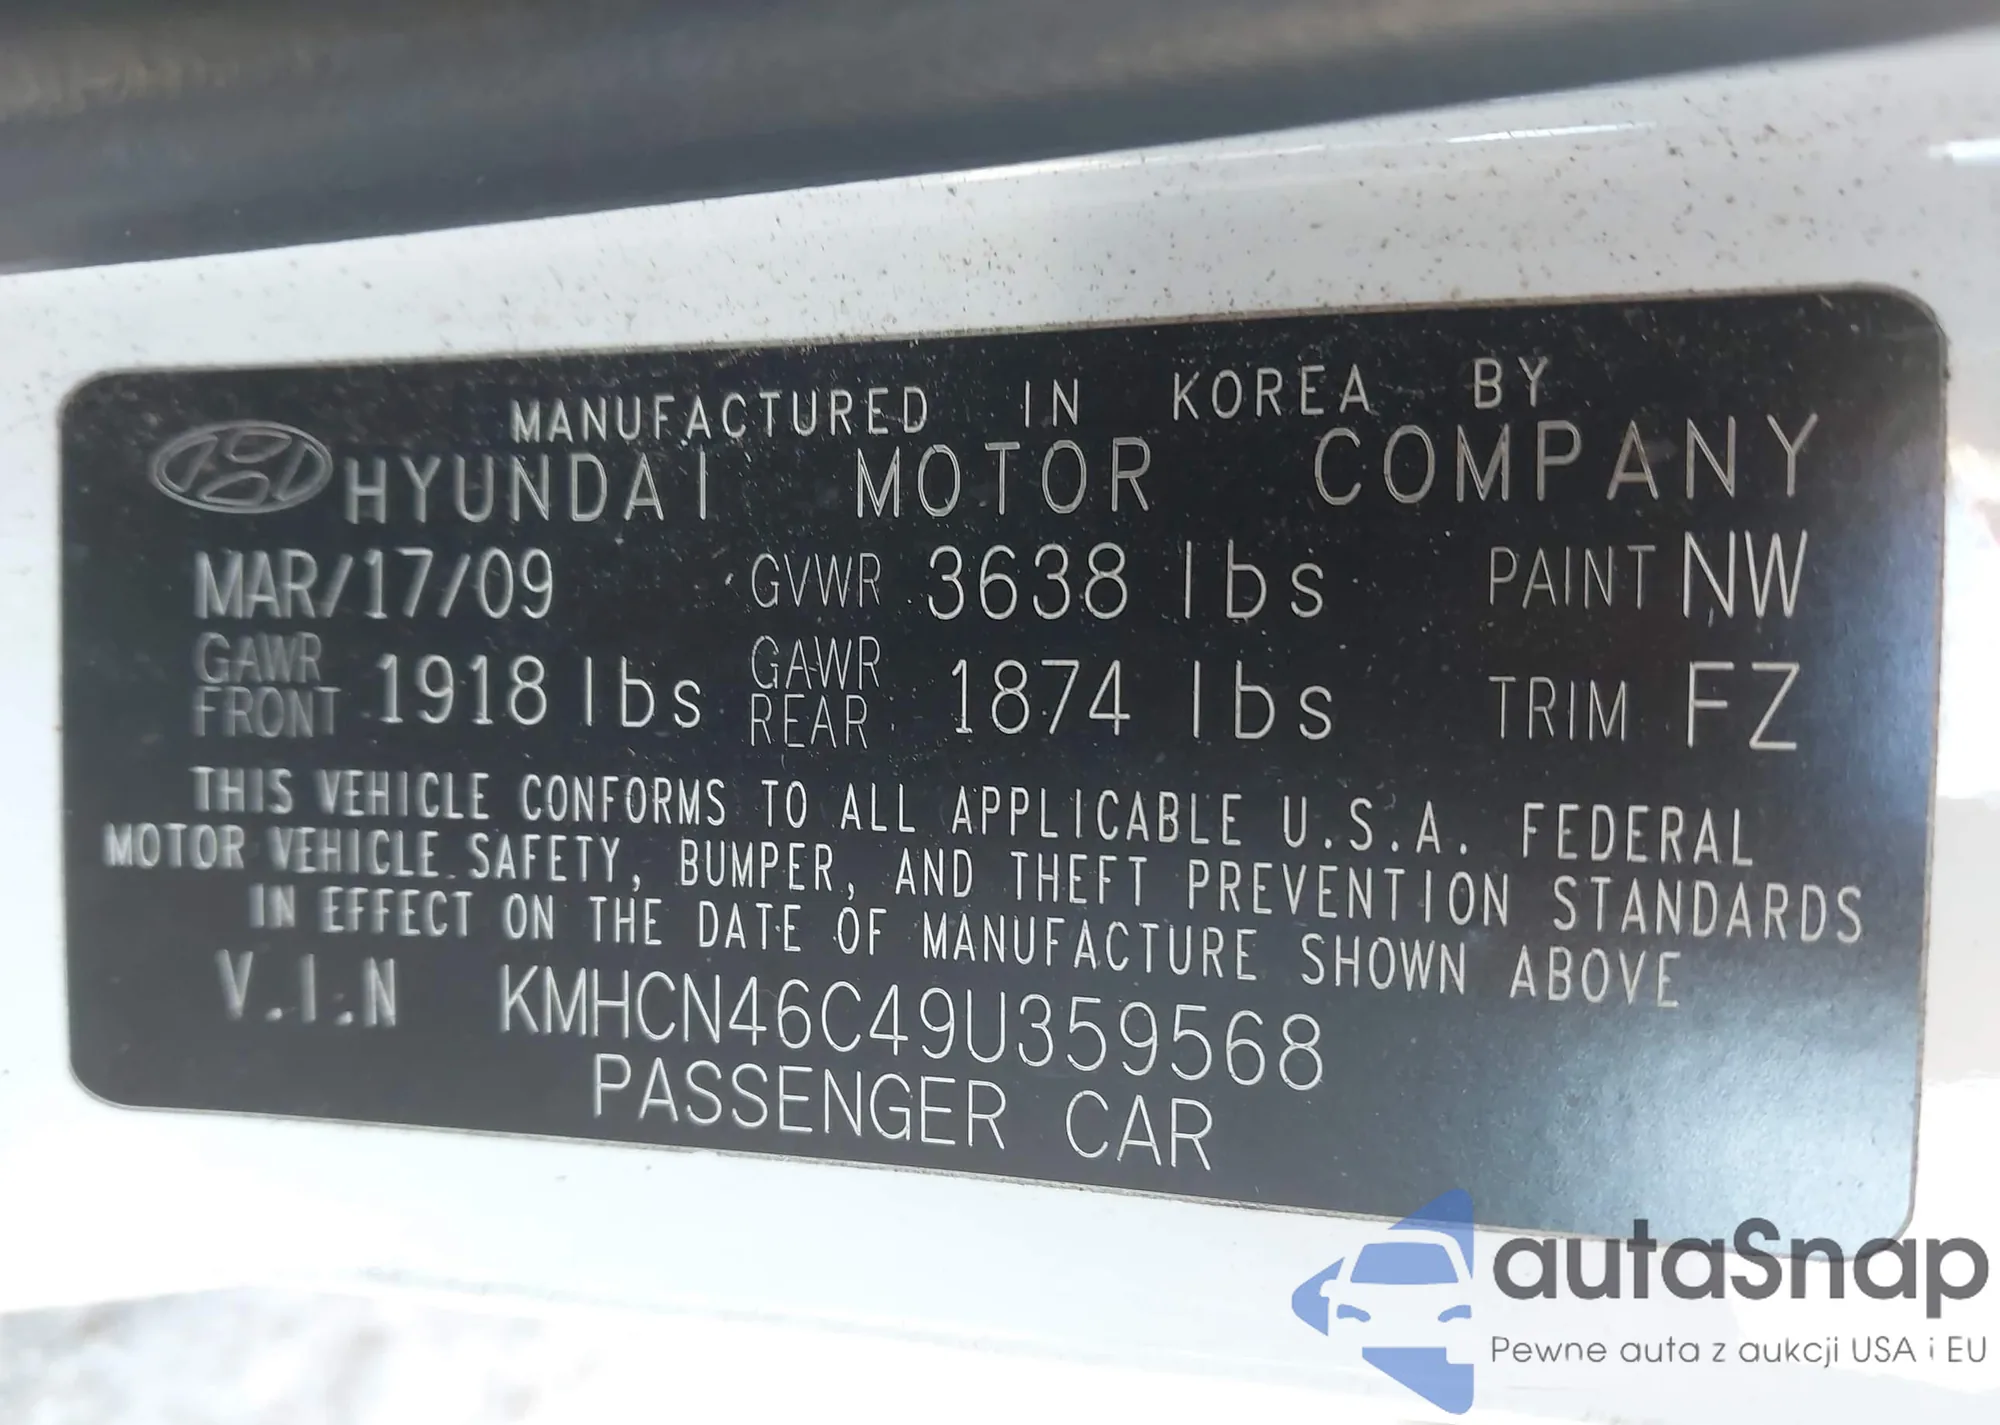 MANUFACTURED IN KOREA BY
HYUNDAI MOTOR COMPANY
MAR/17/09 GVWR 3638 lbs PAINT NW
GAWR FRONT 1918 lbs GAWR REAR 1874 lbs TRIM FZ
THIS VEHICLE CONFORMS TO ALL APPLICABLE U.S.A. FEDERAL
MOTOR VEHICLE SAFETY, BUMPER, AND THEFT PREVENTION STANDARDS
IN EFFECT ON THE DATE OF MANUFACTURE SHOWN ABOVE
V.I.N KMHCN46C49U359568
PASSENGER CAR
autaSnap
Pewne auta z aukcji USA i EU